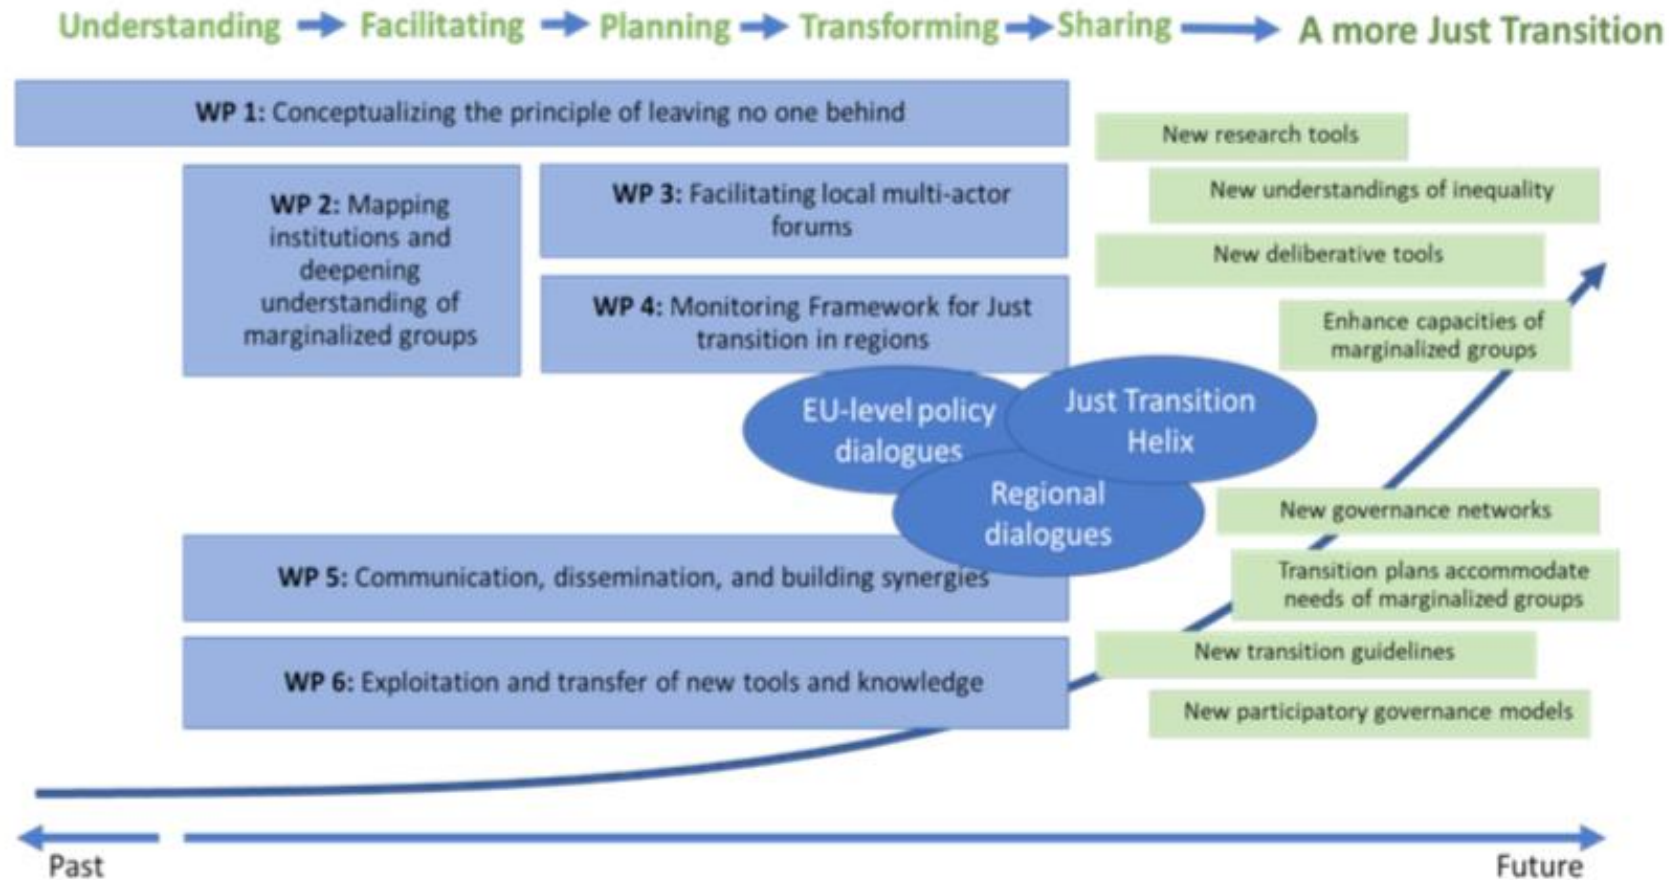 Understanding Facilitating Planning Transforming Sharing A more Just Transition
WP 1: Conceptualizing the principle of leaving no one behind
WP 2: Mapping
institutions and
deepening
understanding of
marginalized groups
WP 3: Facilitating local multi-actor
forums
WP 4: Monitoring Framework for Just
transition in regions
New research tools
New understandings of inequality
New deliberative tools
Enhance capacities of
marginalized groups
EU-level policy
dialogues
Just Transition
Helix
Regional
dialogues
New governance networks
Transition plans accommodate
needs of marginalized groups
WP 5: Communication, dissemination, and building synergies
New transition guidelines
WP 6: Exploitation and transfer of new tools and knowledge
New participatory governance models
Past
Future